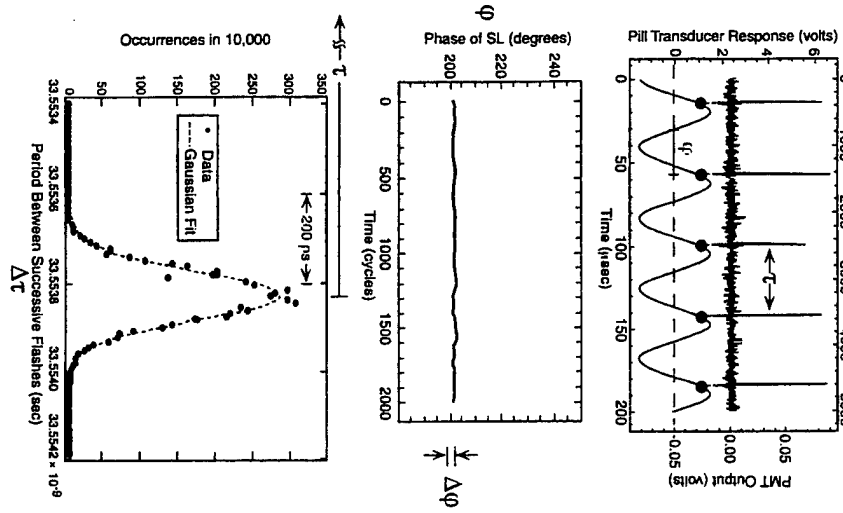 Pill Transducer Response (volts)
0 2 4 6
0
50
100
150
200
Time (μsec)
-0.05 0.00 0.05
PMT Output (volts)
φ
τ
φ
Phase of SL (degrees)
200 220 240
0
500
1000
1500
2000
Time (cycles)
Δφ
Occurrences in 10,000
0 50 100 150 200 250 300 350
τ
Data
Gaussian Fit
200 ps
33.5534
33.5536
33.5538
33.5540
33.5542 × 10-9
Period Between Successive Flashes (sec)
Δτ